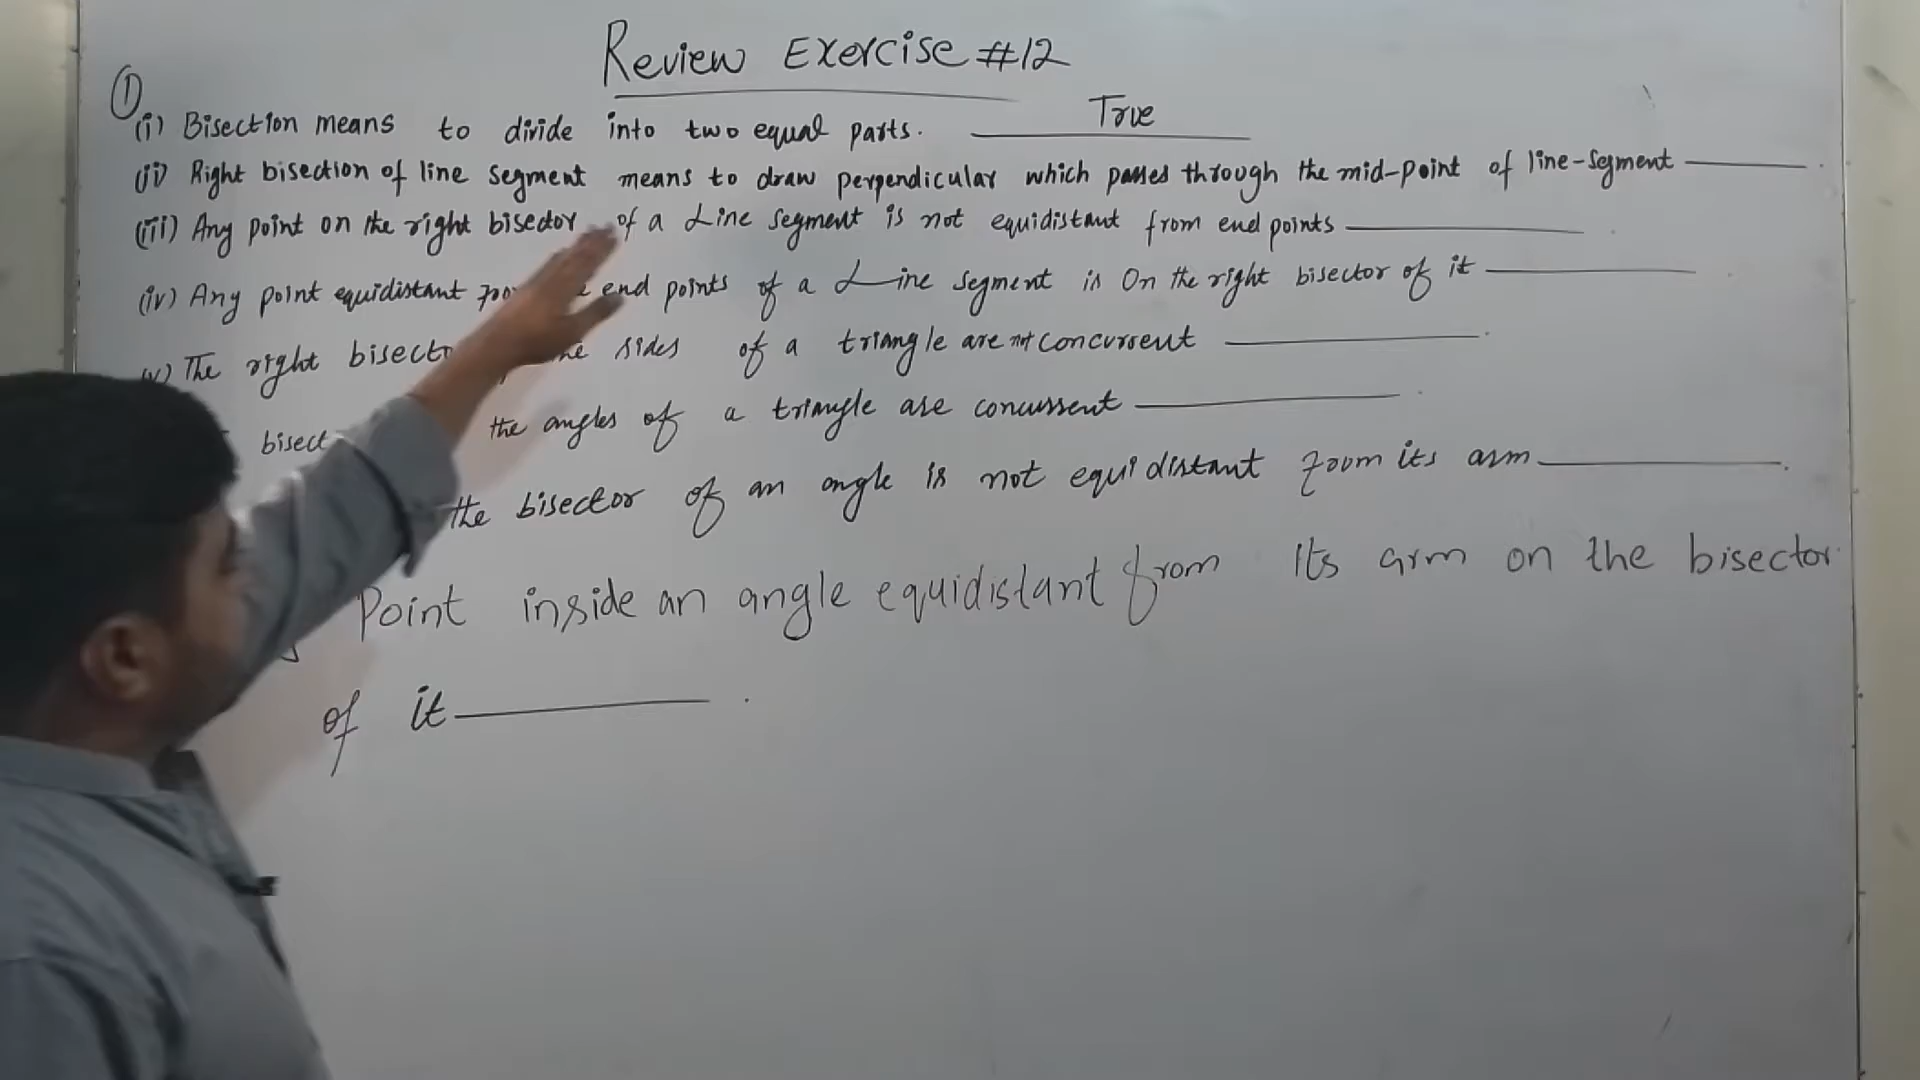 Review Exercise #12
①
(i) Bisection means to divide into two equal parts. True
(ii) Right bisection of line segment means to draw perpendicular which passes through the mid-point of line-segment
(iii) Any point on the right bisector of a Line segment is not equidistant from end points
(iv) Any point equidistant end points of a Line segment is on the right bisector of it
(v) The right sides of a triangle are not concurrent
the angles of a triangle are concurrent
the bisector of an angle is not equidistant from its arm
Point inside an angle equidistant from its arm on the bisector
of it